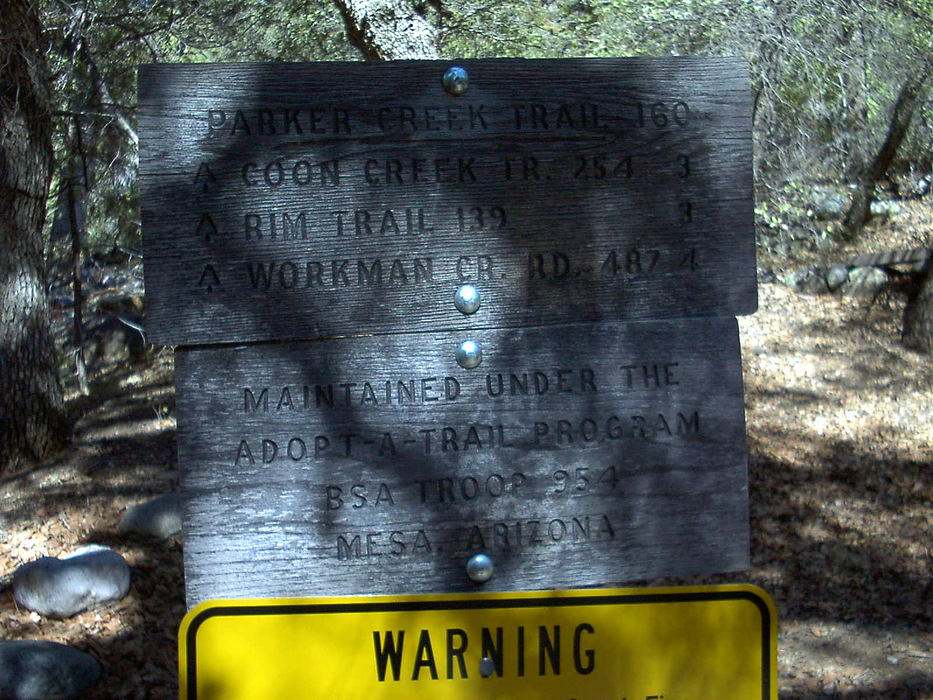 PARKER CREEK TRAIL 160
COON CREEK TR. 254 3
RIM TRAIL 139 3
WORKMAN CR. RD. 487 4
MAINTAINED UNDER THE
ADOPT-A-TRAIL PROGRAM
BSA TROOP 954
MESA, ARIZONA
WARNING